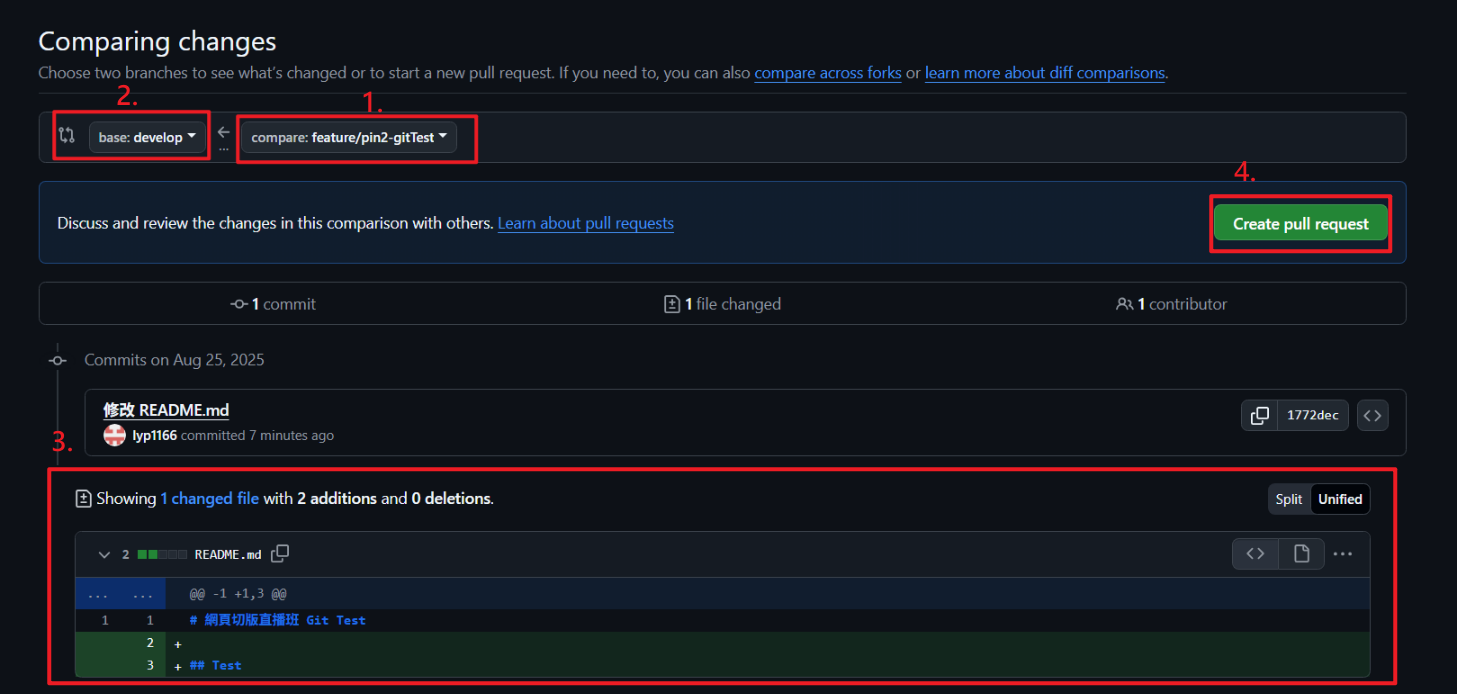 Comparing changes
Choose two branches to see what's changed or to start a new pull request. If you need to, you can also compare across forks or learn more about diff comparisons.
2.
1.
base: develop
...
compare: feature/pin2-gitTest
4.
Discuss and review the changes in this comparison with others. Learn about pull requests
Create pull request
1 commit
1 file changed
1 contributor
Commits on Aug 25, 2025
修改 README.md
1772dec
lyp1166 committed 7 minutes ago
3.
Showing 1 changed file with 2 additions and 0 deletions.
Split
Unified
2 README.md
... ... @@ -1 +1,3 @@
1 1 # 網頁切版直播班 Git Test
2 +
3 + ## Test